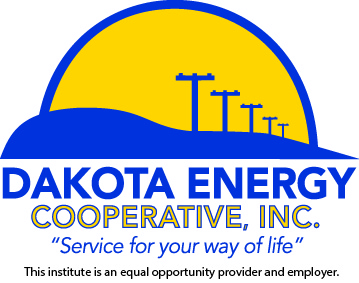 DAKOTA ENERGY
COOPERATIVE, INC.
“Service for your way of life”
This institute is an equal opportunity provider and employer.